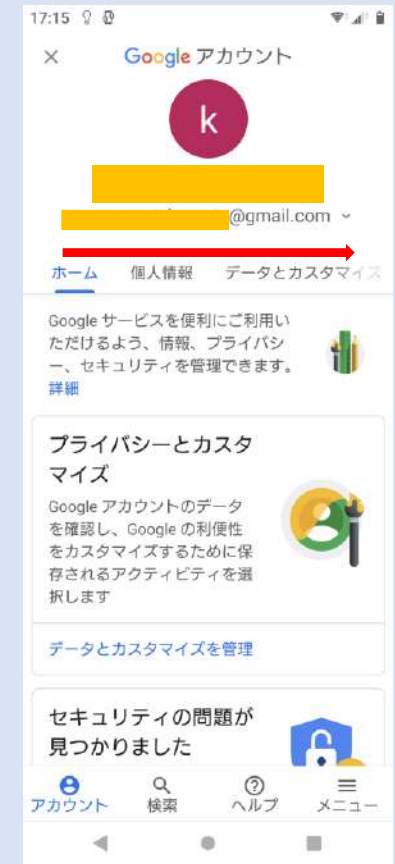 17:15
Google アカウント
k
@gmail.com
ホーム 個人情報 データとカスタマイズ
Google サービスを便利にご利用い
ただけるよう、情報、プライバシ
ー、セキュリティを管理できます。
詳細
プライバシーとカスタ
マイズ
Google アカウントのデータ
を確認し、Google の利便性
をカスタマイズするために保
存されるアクティビティを選
択します
データとカスタマイズを管理
セキュリティの問題が
見つかりました
アカウント 検索 ヘルプ メニュー